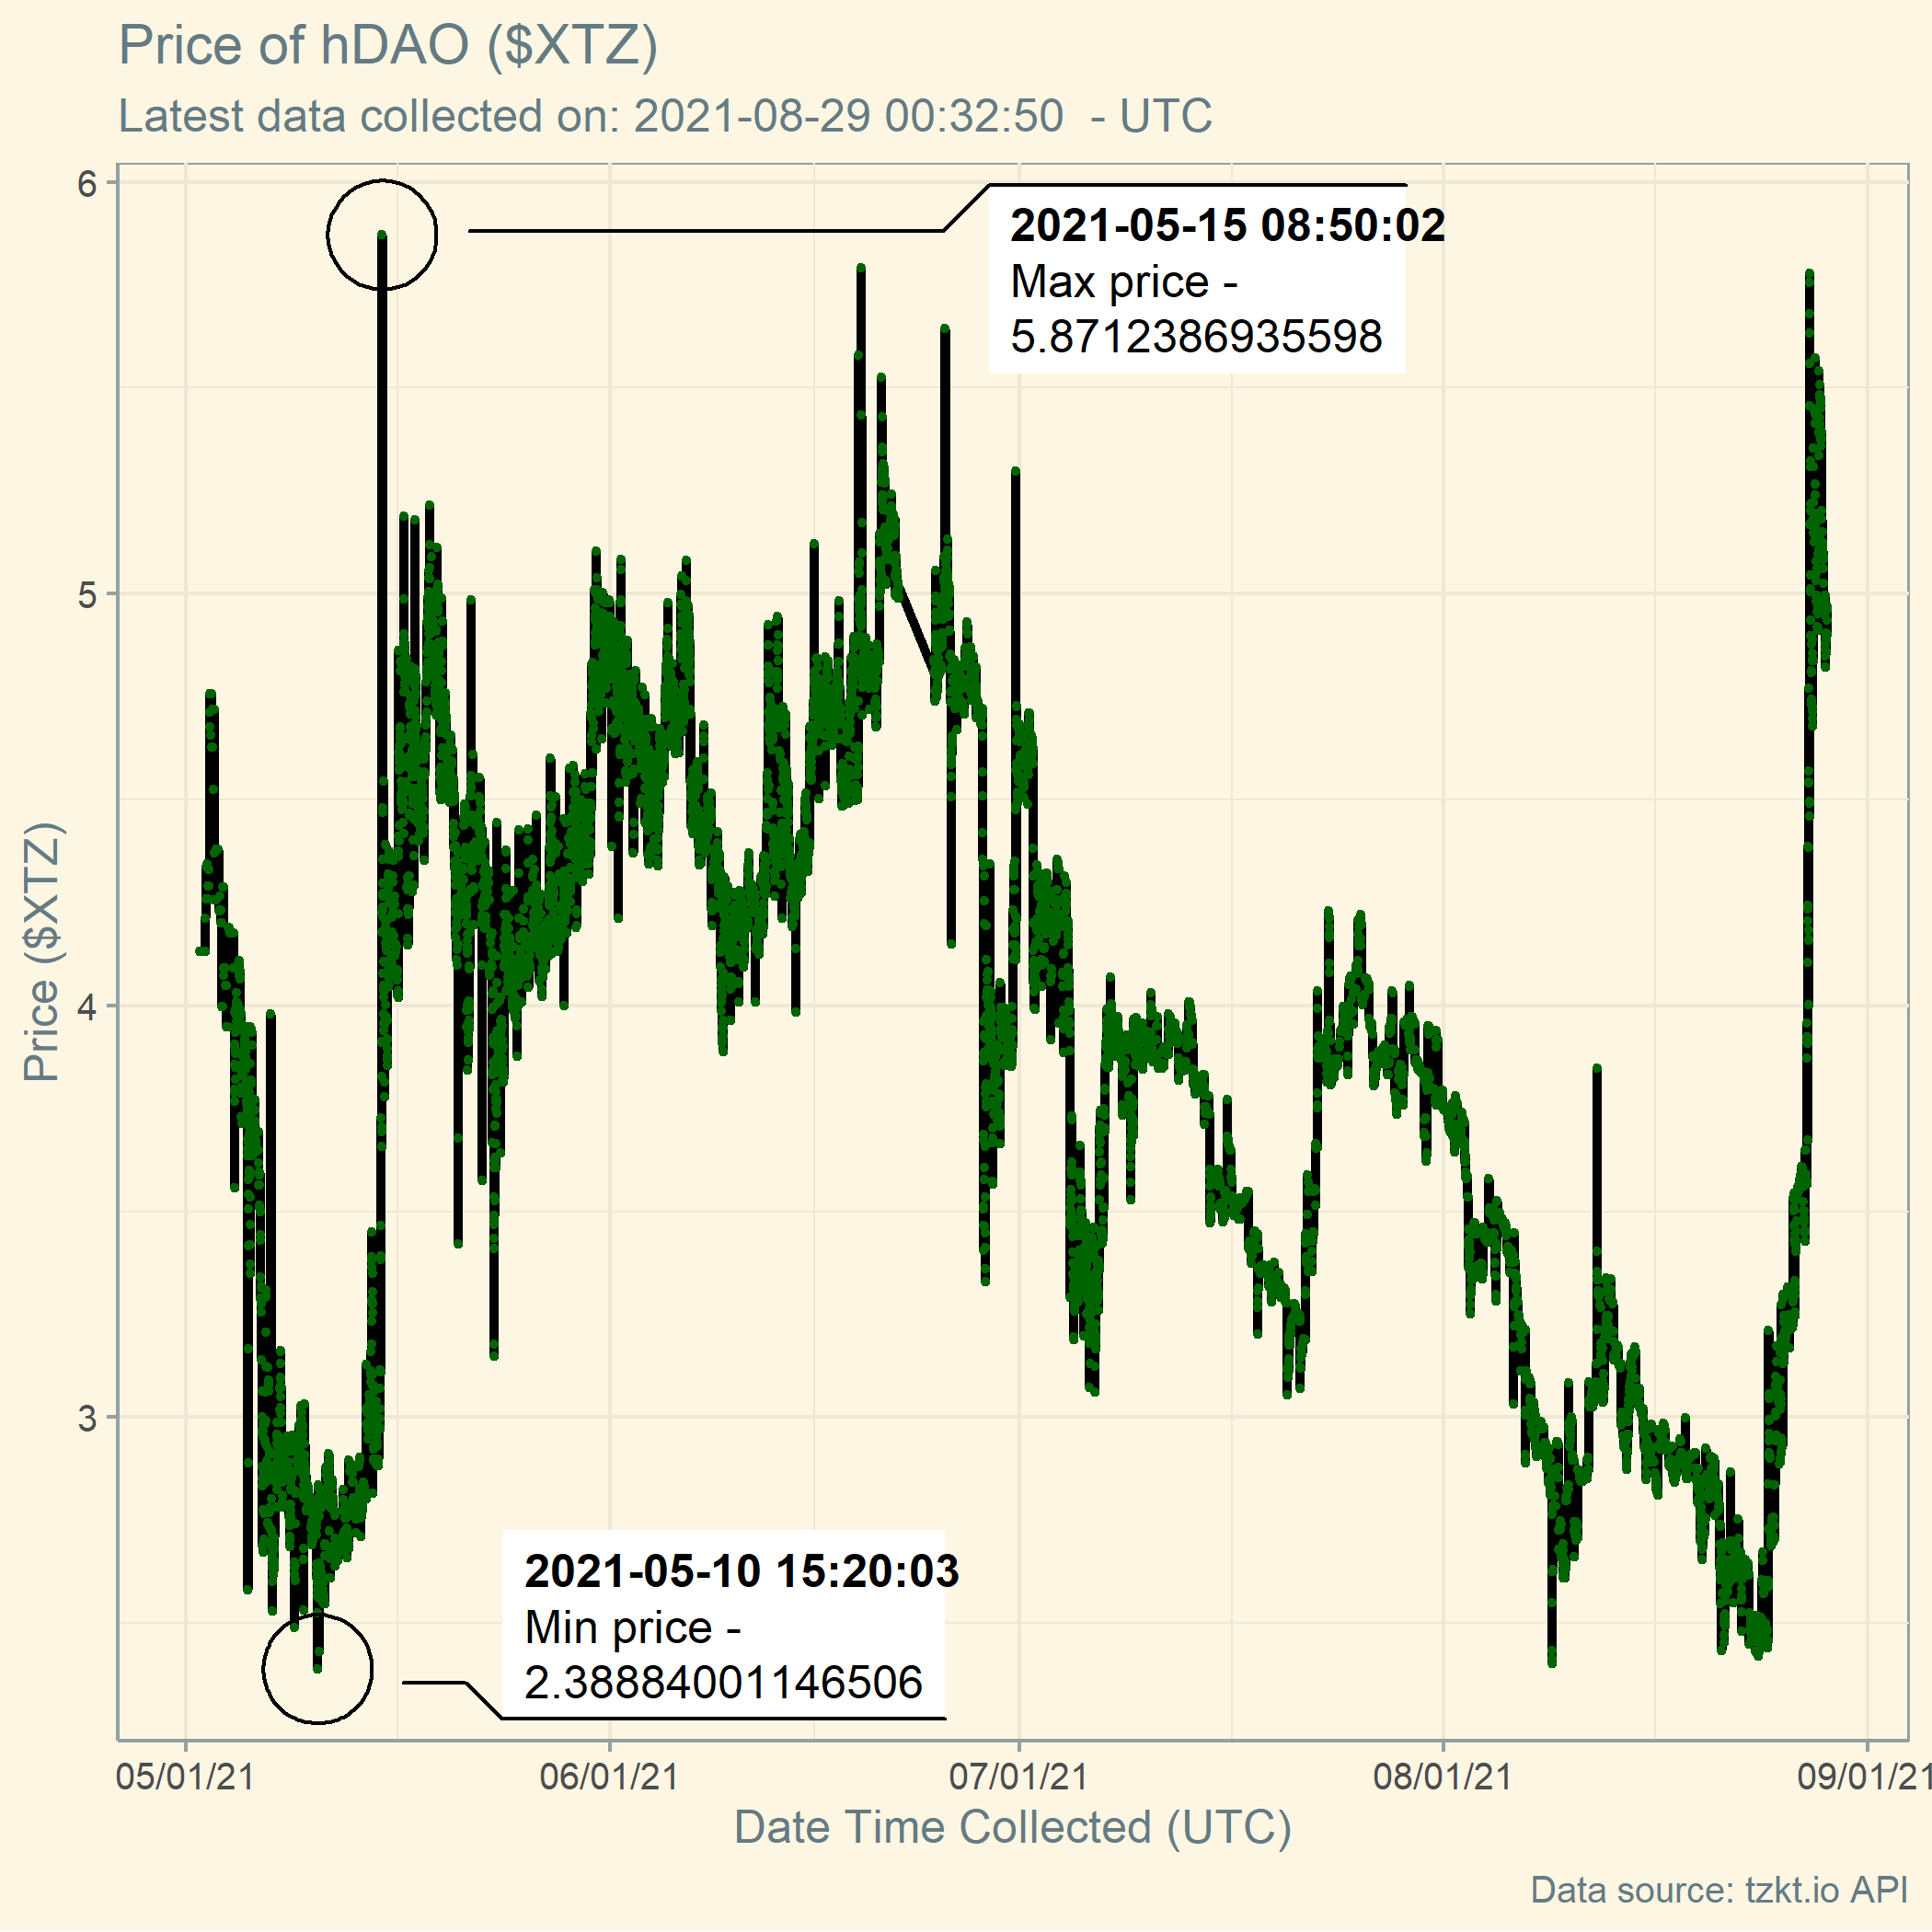 Price of hDAO ($XTZ)
Latest data collected on: 2021-08-29 00:32:50  - UTC
6
5
4
3
Price ($XTZ)
2021-05-15 08:50:02
Max price -
5.8712386935598
2021-05-10 15:20:03
Min price -
2.38884001146506
05/01/21
06/01/21
07/01/21
08/01/21
09/01/21
Date Time Collected (UTC)
Data source: tzkt.io API